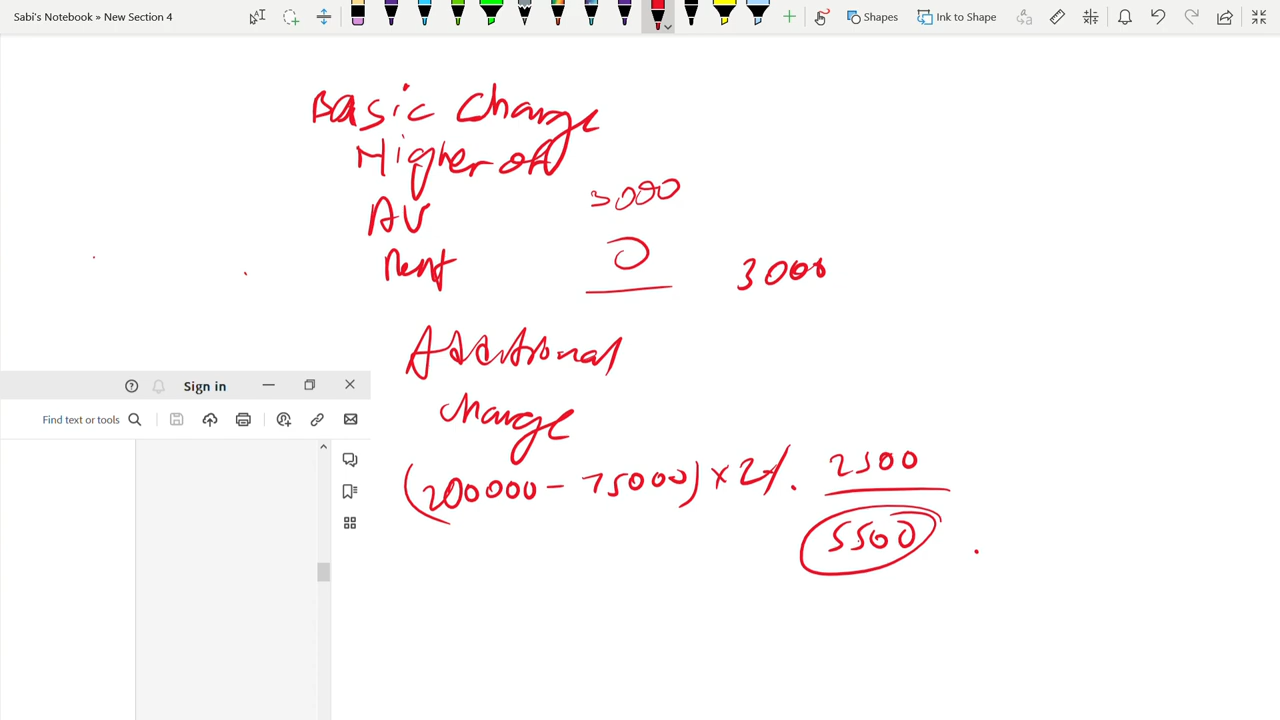 Sabi's Notebook » New Section 4
Shapes
Ink to Shape
Basic Charge
Higher of
AV 3000
Rent 0 3000
Additional
charge
(200000 - 75000) × 2%. 2500
5500
Sign in
Find text or tools